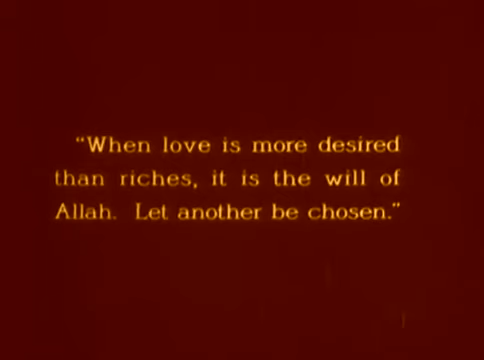 “When love is more desired
than riches, it is the will of
Allah. Let another be chosen.”